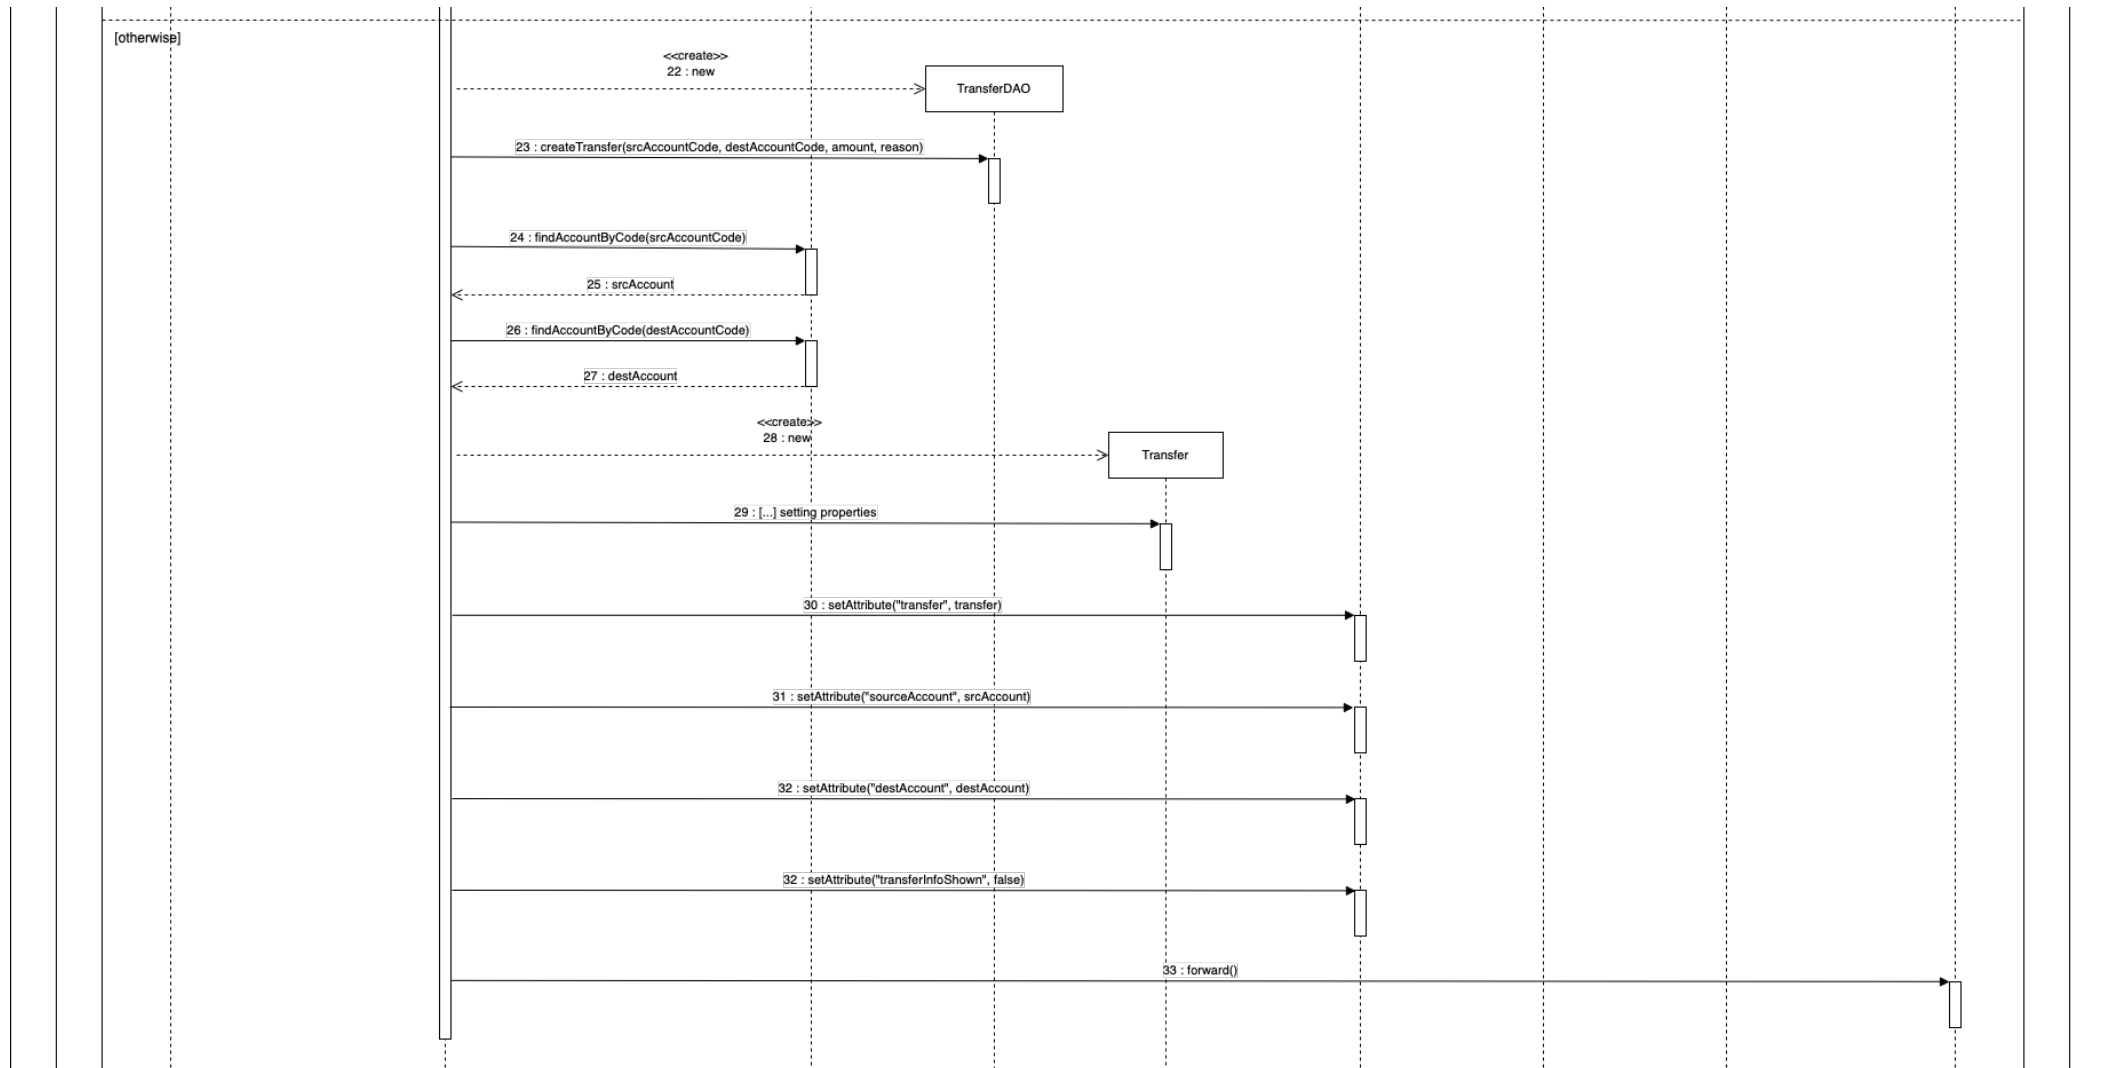 [otherwise]
<<create>>
22 : new
TransferDAO
23 : createTransfer(srcAccountCode, destAccountCode, amount, reason)
24 : findAccountByCode(srcAccountCode)
25 : srcAccount
26 : findAccountByCode(destAccountCode)
27 : destAccount
<<create>>
28 : new
Transfer
29 : [...] setting properties
30 : setAttribute("transfer", transfer)
31 : setAttribute("sourceAccount", srcAccount)
32 : setAttribute("destAccount", destAccount)
32 : setAttribute("transferInfoShown", false)
33 : forward()